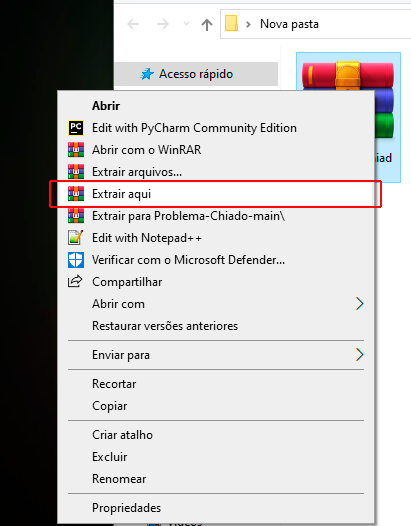 Nova pasta
Acesso rápido
Abrir
Edit with PyCharm Community Edition
Abrir com o WinRAR
Extrair arquivos...
Extrair aqui
Extrair para Problema-Chiado-main\
Edit with Notepad++
Verificar com o Microsoft Defender...
Compartilhar
Abrir com
Restaurar versões anteriores
Enviar para
Recortar
Copiar
Criar atalho
Excluir
Renomear
Propriedades